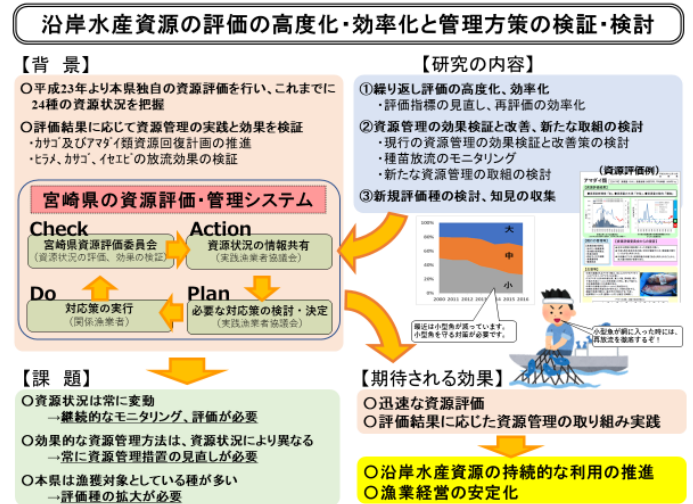 沿岸水産資源の評価の高度化・効率化と管理方策の検証・検討
【背 景】
○平成23年より本県独自の資源評価を行い、これまでに
24種の資源状況を把握
○評価結果に応じて資源管理の実践と効果を検証
・カサゴ及びアマダイ類資源回復計画の推進
・ヒラメ、カサゴ、イセエビの放流効果の検証
宮崎県の資源評価・管理システム
Check
宮崎県資源評価委員会
(資源状況の評価、効果の検証)
Action
資源状況の情報共有
(実践漁業者協議会)
Do
対応策の実行
(関係漁業者)
Plan
必要な対応策の検討・決定
(実践漁業者協議会)
【研究の内容】
①繰り返し評価の高度化、効率化
・評価指標の見直し、再評価の効率化
②資源管理の効果検証と改善、新たな取組の検討
・現行の資源管理の効果検証と改善策の検討
・種苗放流のモニタリング
・新たな資源管理の取組の検討
③新規評価種の検討、知見の収集
(資源評価例)
アマダイ類
100%
80%
60%
40%
20%
0%
大
中
小
2000 2011 2012 2013 2014 2015 2016
最近は小型魚が減っています。
小型魚を守る対策が必要です。
小型魚が網に入った時には、
再放流を徹底するぞ!
【課 題】
○資源状況は常に変動
→継続的なモニタリング、評価が必要
○効果的な資源管理方法は、資源状況により異なる
→常に資源管理措置の見直しが必要
○本県は漁獲対象としている種が多い
→評価種の拡大が必要
【期待される効果】
○迅速な資源評価
○評価結果に応じた資源管理の取り組み実践
○沿岸水産資源の持続的な利用の推進
○漁業経営の安定化